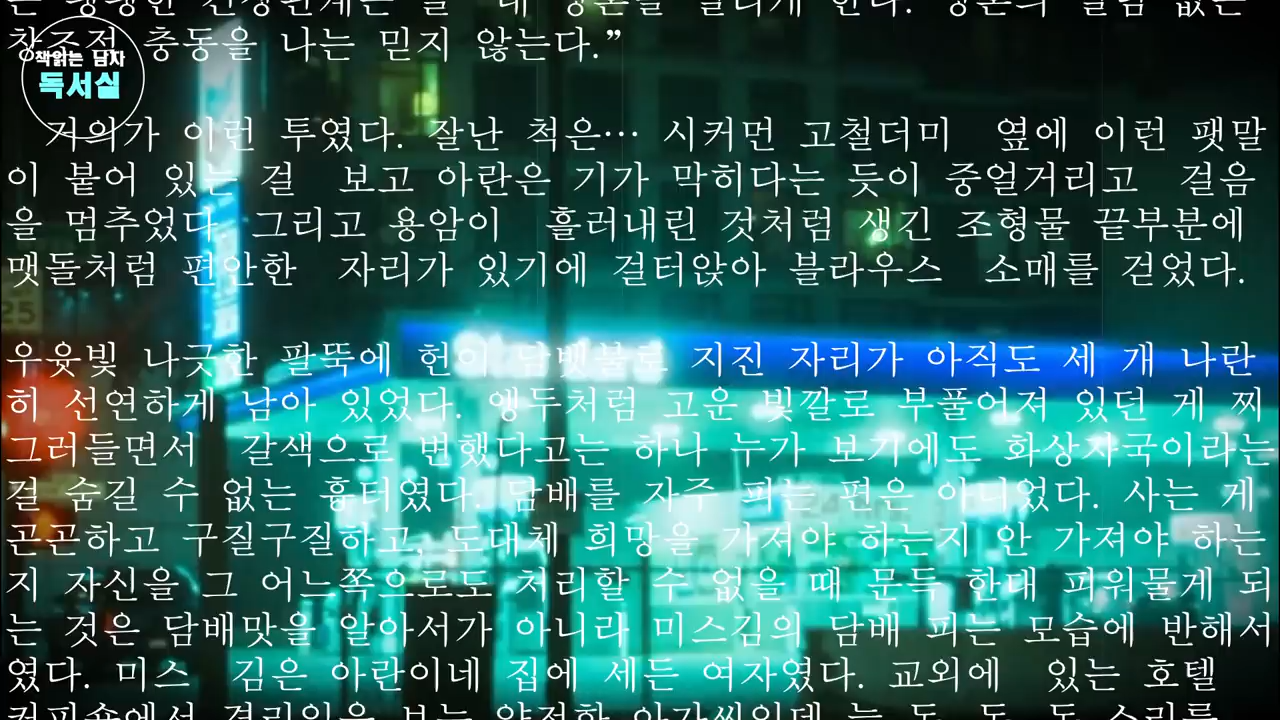 창조적 충동을 나는 믿지 않는다.”
책읽는 남자
독서실
거의가 이런 투였다. 잘난 척은… 시커먼 고철더미 옆에 이런 팻말
이 붙어 있는 걸 보고 아란은 기가 막히다는 듯이 중얼거리고 걸음
을 멈추었다. 그리고 용암이 흘러내린 것처럼 생긴 조형물 끝부분에
맷돌처럼 편안한 자리가 있기에 걸터앉아 블라우스 소매를 걷었다.
우윳빛 나긋한 팔뚝에 헌이 담뱃불로 지진 자리가 아직도 세 개 나란
히 선연하게 남아 있었다. 앵두처럼 고운 빛깔로 부풀어져 있던 게 찌
그러들면서 갈색으로 변했다고는 하나 누가 보기에도 화상자국이라는
걸 숨길 수 없는 흉터였다. 담배를 자주 피는 편은 아니었다. 사는 게
곤곤하고 구질구질하고, 도대체 희망을 가져야 하는지 안 가져야 하는
지 자신을 그 어느쪽으로도 처리할 수 없을 때 문득 한대 피워물게 되
는 것은 담배맛을 알아서가 아니라 미스김의 담배 피는 모습에 반해서
였다. 미스 김은 아란이네 집에 세든 여자였다. 교외에 있는 호텔
25